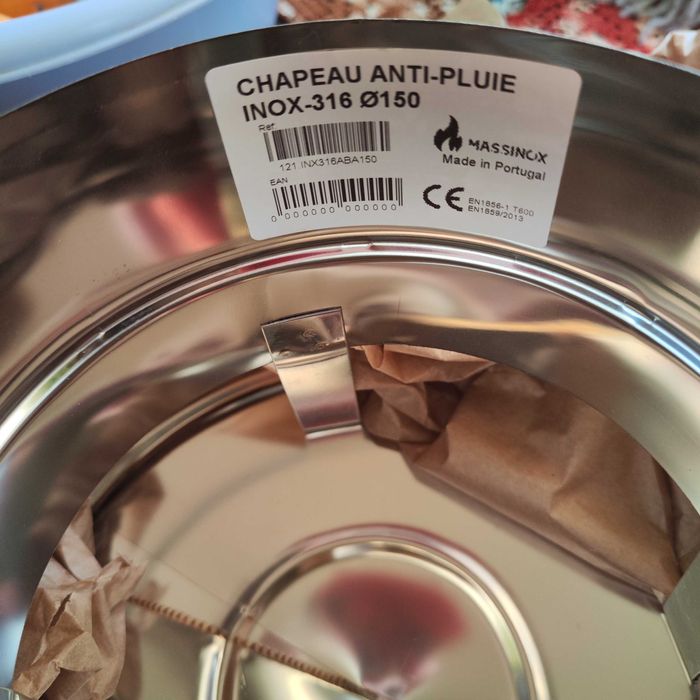 CHAPEAU ANTI-PLUIE
INOX-316 Ø150
Ref
121 INX316ABA150
MASSINOX
Made in Portugal
EAN
0 000000 000000
CE
EN1856-1 T600
EN1859/2013